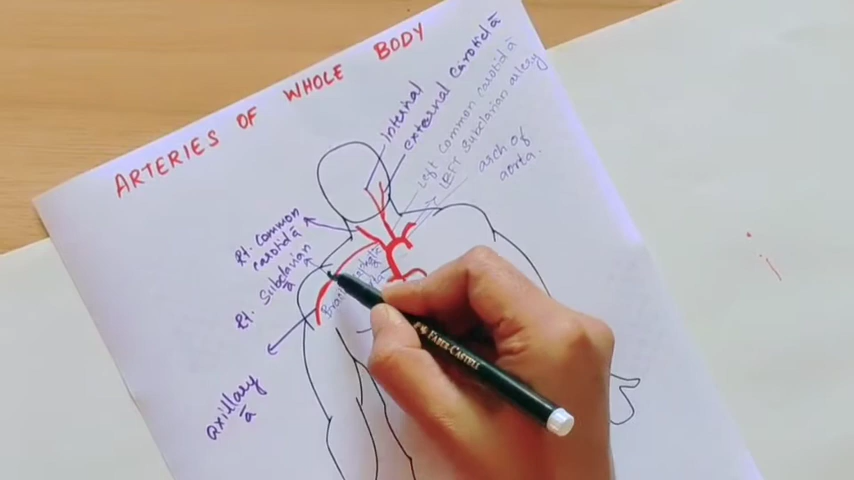 ARTERIES OF WHOLE BODY
internal
external carotid ā
left common carotid ā
LEFT subclavian artery
arch of
aorta.
Rt. Common
carotid ā
Rt. Subclavian
ā
axillary
ā
FABER-CASTELL